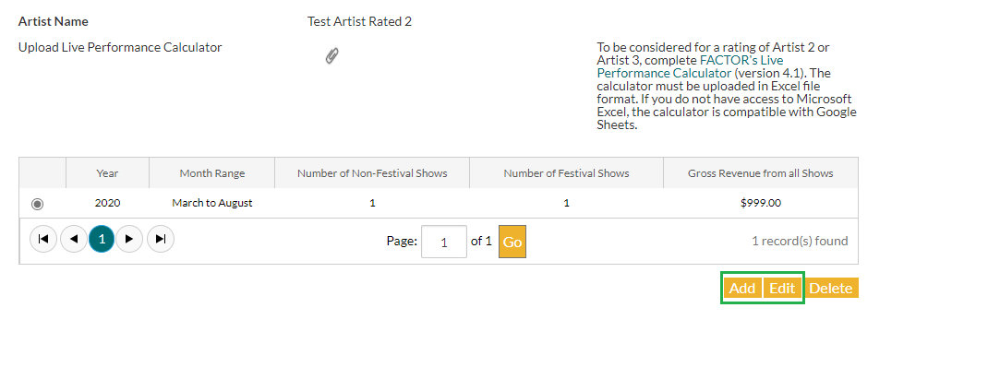 Artist Name Test Artist Rated 2
Upload Live Performance Calculator
To be considered for a rating of Artist 2 or
Artist 3, complete FACTOR's Live
Performance Calculator (version 4.1). The
calculator must be uploaded in Excel file
format. If you do not have access to Microsoft
Excel, the calculator is compatible with Google
Sheets.
Year Month Range Number of Non-Festival Shows Number of Festival Shows Gross Revenue from all Shows
2020 March to August 1 1 $999.00
1 Page: 1 of 1 Go 1 record(s) found
Add Edit Delete